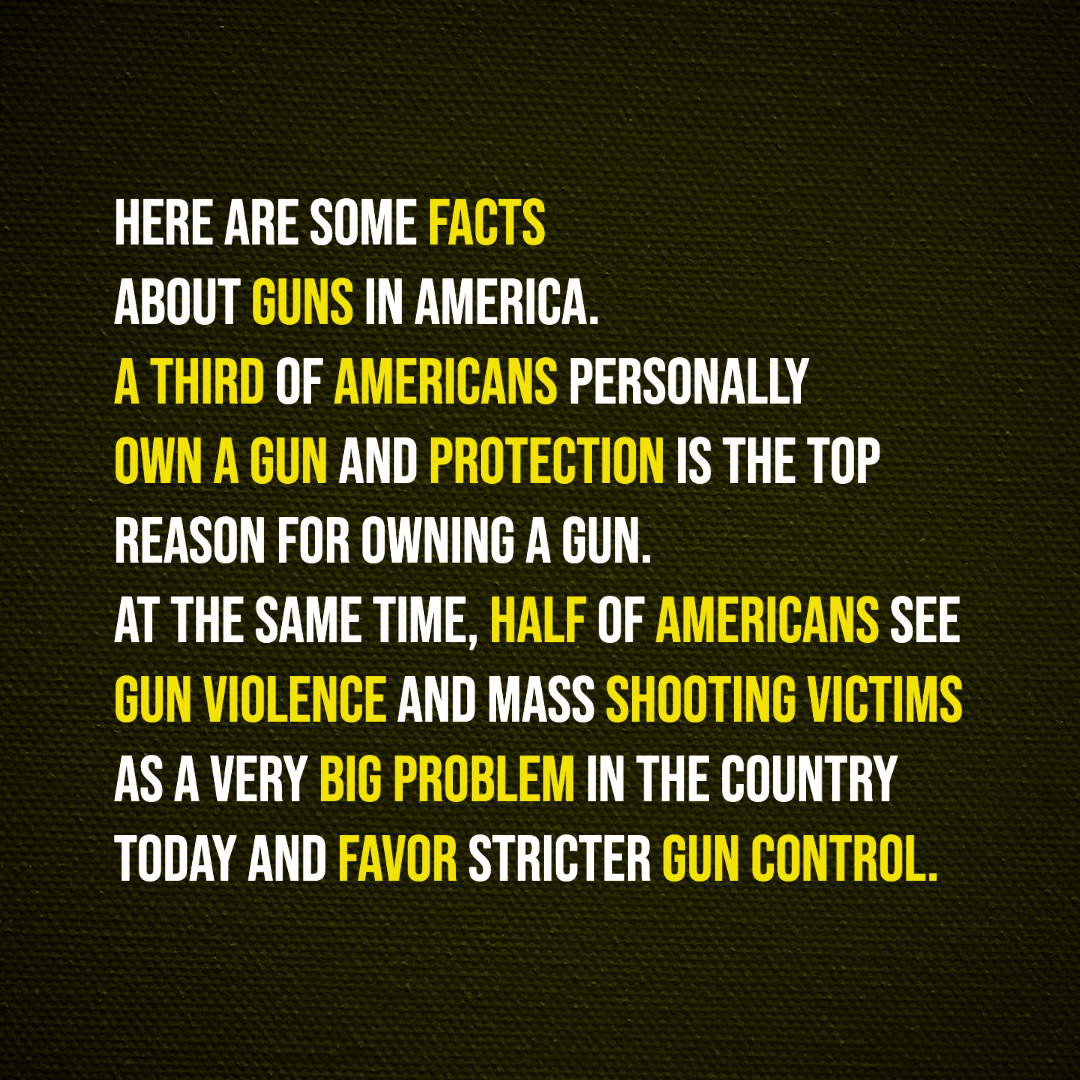 HERE ARE SOME FACTS
ABOUT GUNS IN AMERICA.
A THIRD OF AMERICANS PERSONALLY
OWN A GUN AND PROTECTION IS THE TOP
REASON FOR OWNING A GUN.
AT THE SAME TIME, HALF OF AMERICANS SEE
GUN VIOLENCE AND MASS SHOOTING VICTIMS
AS A VERY BIG PROBLEM IN THE COUNTRY
TODAY AND FAVOR STRICTER GUN CONTROL.